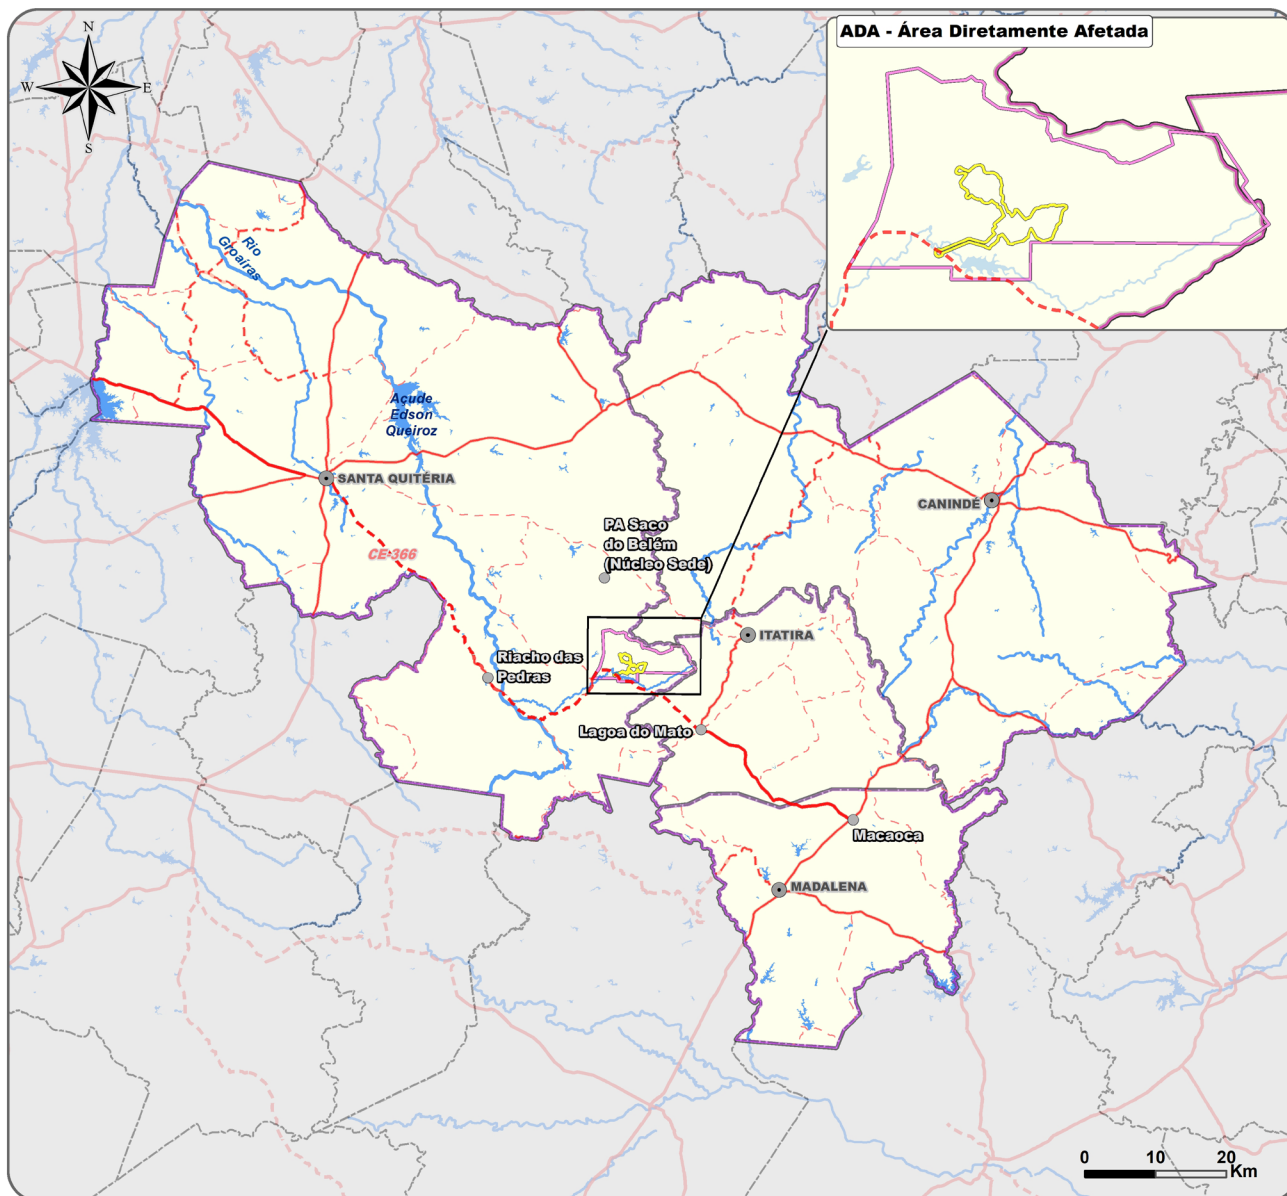 ADA - Área Diretamente Afetada
N
W
E
S
Rio
Groaíras
Açude
Edson
Queiroz
SANTA QUITÉRIA
CANINDÉ
PA Saco
do Belém
(Núcleo Sede)
CE-366
ITATIRA
Riacho das
Pedras
Lagoa do Mato
Macaoca
MADALENA
0 10 20
Km